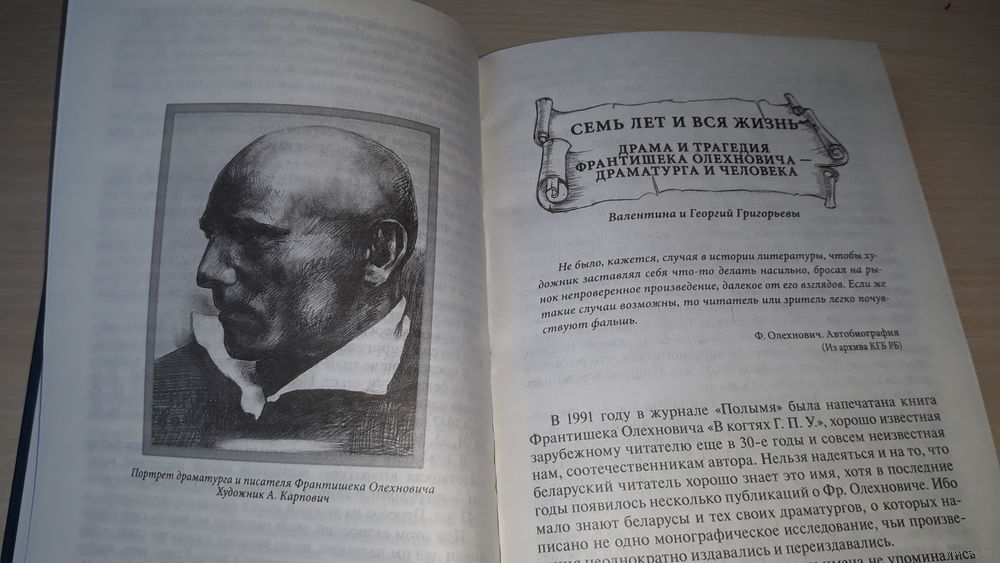 Портрет драматурга и писателя Франтишека Олехновича
Художник А. Карпович
СЕМЬ ЛЕТ И ВСЯ ЖИЗНЬ
ДРАМА И ТРАГЕДИЯ
ФРАНТИШЕКА ОЛЕХНОВИЧА —
ДРАМАТУРГА И ЧЕЛОВЕКА
Валентина и Георгий Григорьевы
Не было, кажется, случая в истории литературы, чтобы ху-
дожник заставлял себя что-то делать насильно, бросал на ры-
нок непроверенное произведение, далекое от его взглядов. Если же
такие случаи возможны, то читатель или зритель легко почув-
ствуют фальшь.
Ф. Олехнович. Автобиография
(Из архива КГБ РБ)
В 1991 году в журнале «Полымя» была напечатана книга
Франтишека Олехновича «В когтях Г. П. У.», хорошо известная
зарубежному читателю еще в 30-е годы и совсем неизвестная
нам, соотечественникам автора. Нельзя надеяться и на то, что
беларуский читатель хорошо знает это имя, хотя в последние
годы появилось несколько публикаций о Фр. Олехновиче. Ибо
мало знают беларусы и тех своих драматургов, о которых на-
писано не одно монографическое исследование, чьи произве-
дения неоднократно издавались и переиздавались.
имена не упоминались